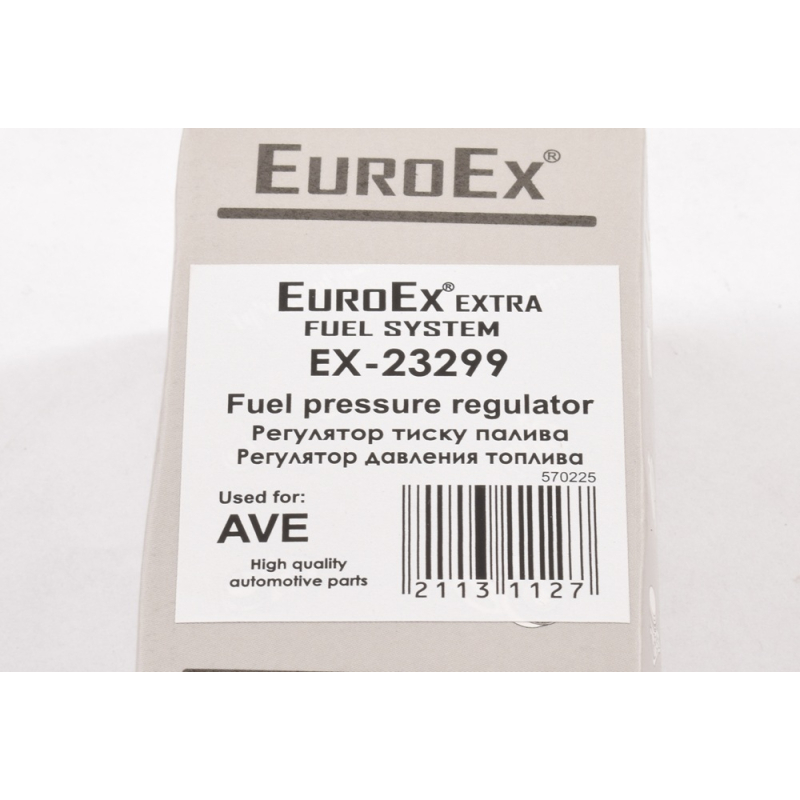 EUROEX®
EUROEX® EXTRA
FUEL SYSTEM
EX-23299
Fuel pressure regulator
Регулятор тиску палива
Регулятор давления топлива
570225
Used for:
AVE
High quality
automotive parts
2113 1127